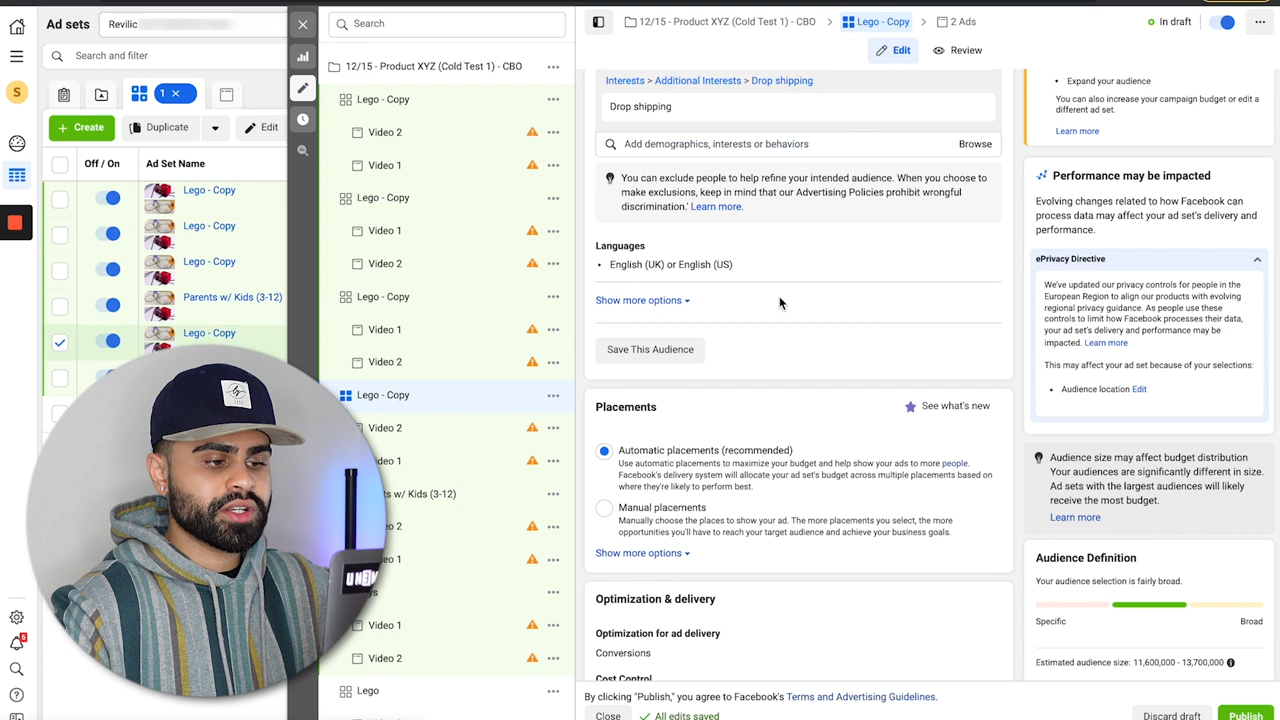 Ad sets
Revilic
Search and filter
1 ×
+ Create
Duplicate
Edit
Off / On
Ad Set Name
Lego - Copy
Lego - Copy
Lego - Copy
Parents w/ Kids (3-12)
Lego - Copy
S
6
Search
12/15 - Product XYZ (Cold Test 1) - CBO
Lego - Copy
Video 2
Video 1
Lego - Copy
Video 1
Video 2
Lego - Copy
Video 1
Video 2
Lego - Copy
Video 2
eo 1
ts w/ Kids (3-12)
eo 2
Video 1
ys
Video 1
Video 2
Lego
12/15 - Product XYZ (Cold Test 1) - CBO
Lego - Copy
2 Ads
In draft
Edit
Review
Interests > Additional Interests > Drop shipping
Drop shipping
Add demographics, interests or behaviors
Browse
You can exclude people to help refine your intended audience. When you choose to
make exclusions, keep in mind that our Advertising Policies prohibit wrongful
discrimination.' Learn more.
Languages
• English (UK) or English (US)
Show more options
Save This Audience
Placements
See what's new
Automatic placements (recommended)
Use automatic placements to maximize your budget and help show your ads to more people.
Facebook's delivery system will allocate your ad set's budget across multiple placements based on
where they're likely to perform best.
Manual placements
Manually choose the places to show your ad. The more placements you select, the more
opportunities you'll have to reach your target audience and achieve your business goals.
Show more options
Optimization & delivery
Optimization for ad delivery
Conversions
Cost Control
• Expand your audience
You can also increase your campaign budget or edit a
different ad set.
Learn more
Performance may be impacted
Evolving changes related to how Facebook can
process data may affect your ad set's delivery and
performance.
ePrivacy Directive
We've updated our privacy controls for people in the
European Region to align our products with evolving
regional privacy guidance. As people use these
controls to limit how Facebook processes their data,
your ad set's delivery and performance may be
impacted. Learn more
This may affect your ad set because of your selections:
• Audience location Edit
Audience size may affect budget distribution
Your audiences are significantly different in size.
Ad sets with the largest audiences will likely
receive the most budget.
Learn more
Audience Definition
Your audience selection is fairly broad.
Specific
Broad
Estimated audience size: 11,600,000 - 13,700,000
By clicking "Publish," you agree to Facebook's Terms and Advertising Guidelines.
Close
All edits saved
Discard draft
Publish